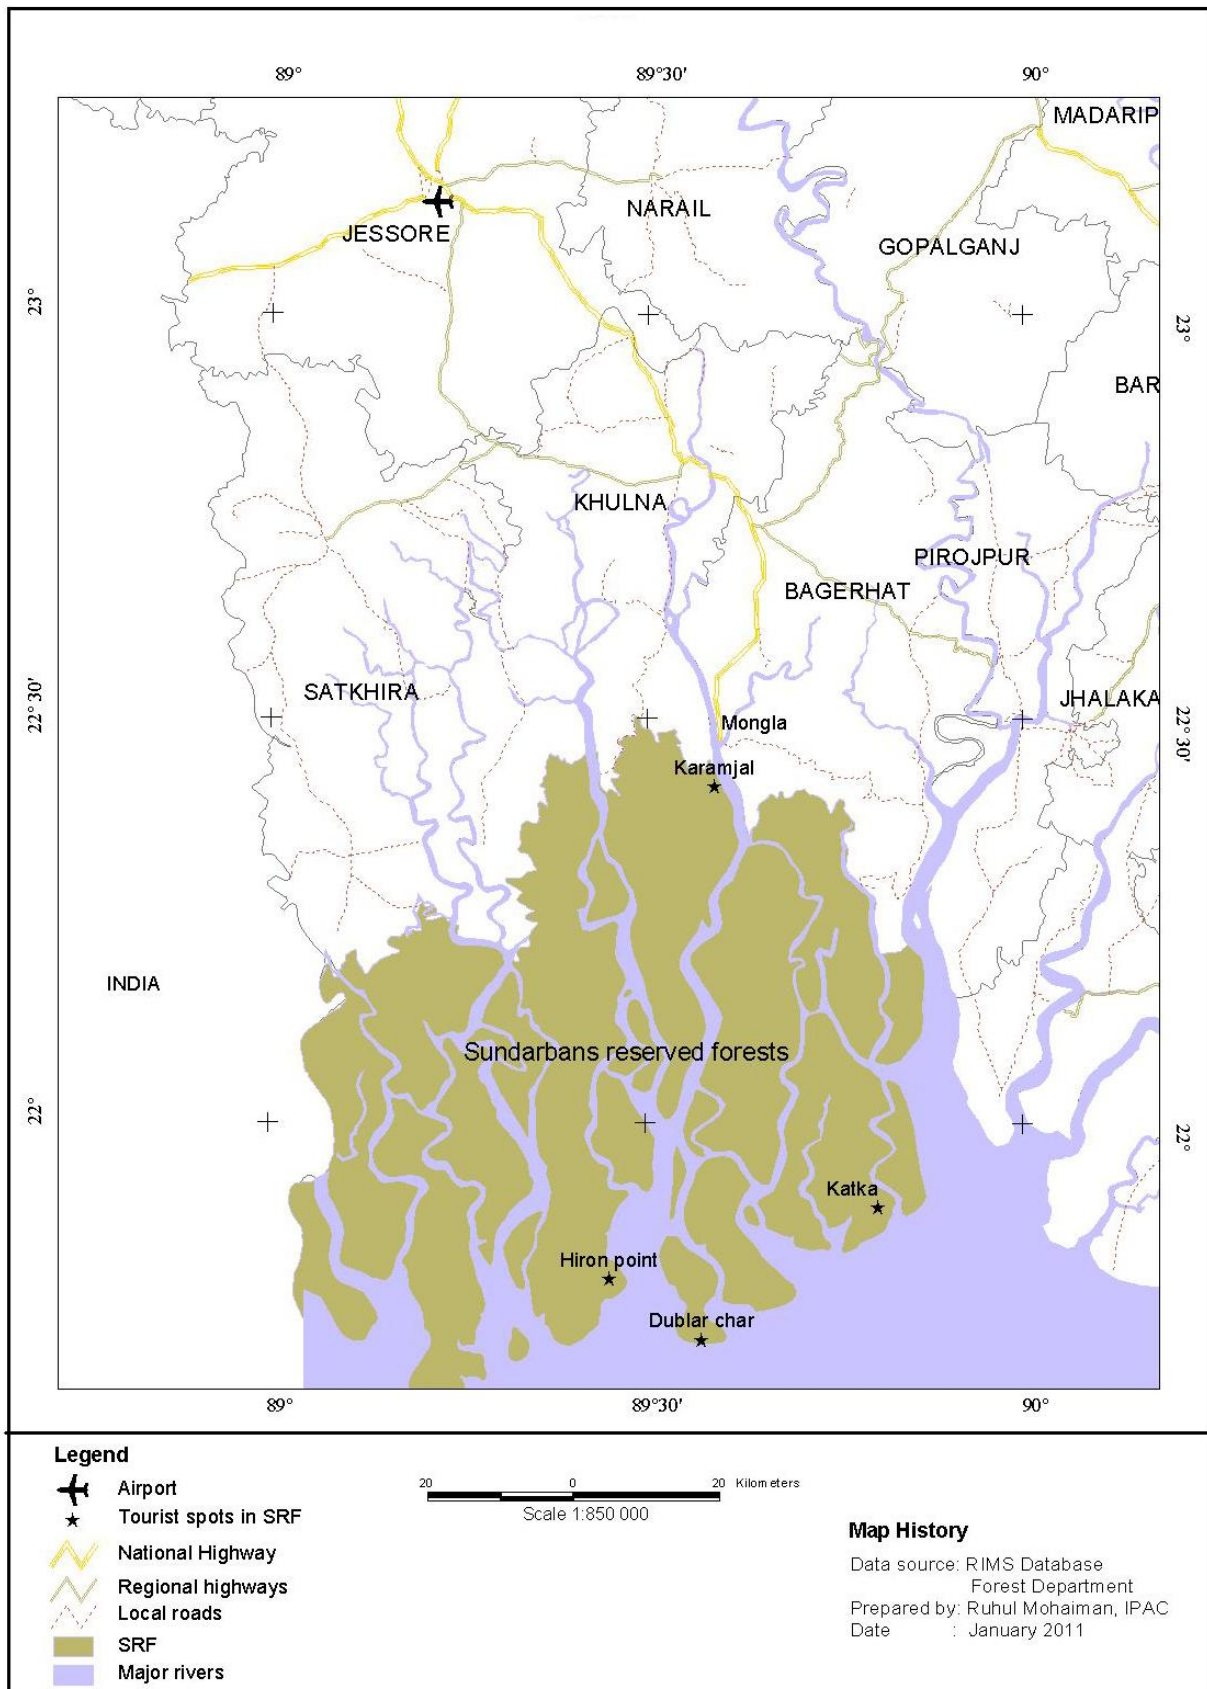 89° 89°30' 90°
MADARIP
NARAIL
JESSORE
GOPALGANJ
23° 23°
BAR
KHULNA
PIROJPUR
BAGERHAT
SATKHIRA
JHALAKA
22° 30' 22° 30'
Mongla
Karamjal
INDIA
Sundarbans reserved forests
22° 22°
Katka
Hiron point
Dublar char
89° 89°30' 90°
Legend
Airport
Tourist spots in SRF
National Highway
Regional highways
Local roads
SRF
Major rivers
20 0 20 Kilometers
Scale 1:850 000
Map History
Data source: RIMS Database
Forest Department
Prepared by: Ruhul Mohaiman, IPAC
Date : January 2011